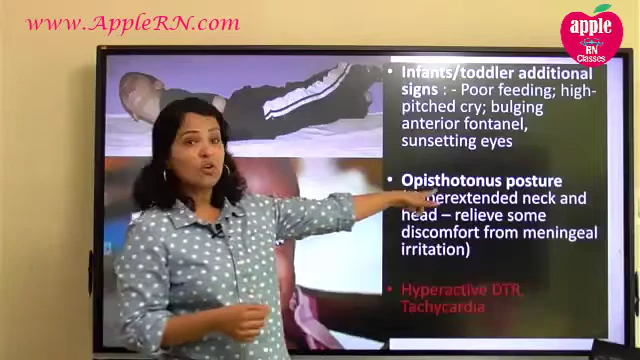 www.AppleRN.com
apple
RN
Classes
• Infants/toddler additional
signs : - Poor feeding; high-
pitched cry; bulging
anterior fontanel,
sunsetting eyes
• Opisthotonus posture
neck and
head – relieve some
discomfort from meningeal
irritation)
• Hyperactive DTR,
Tachycardia